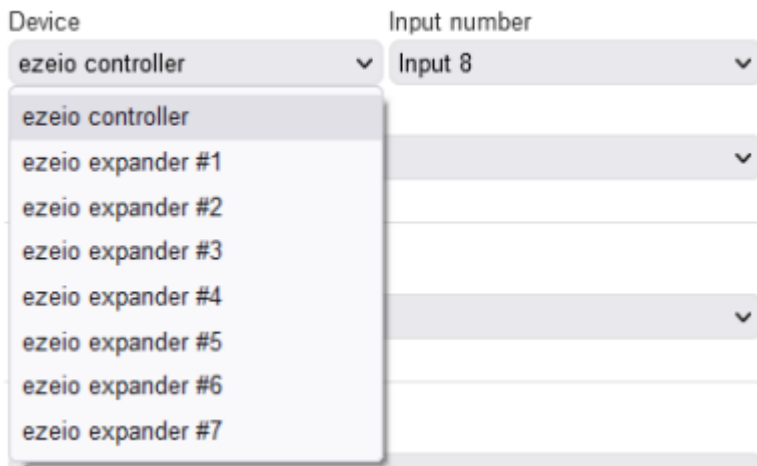 Device Input number
ezeio controller Input 8
ezeio controller
ezeio expander #1
ezeio expander #2
ezeio expander #3
ezeio expander #4
ezeio expander #5
ezeio expander #6
ezeio expander #7